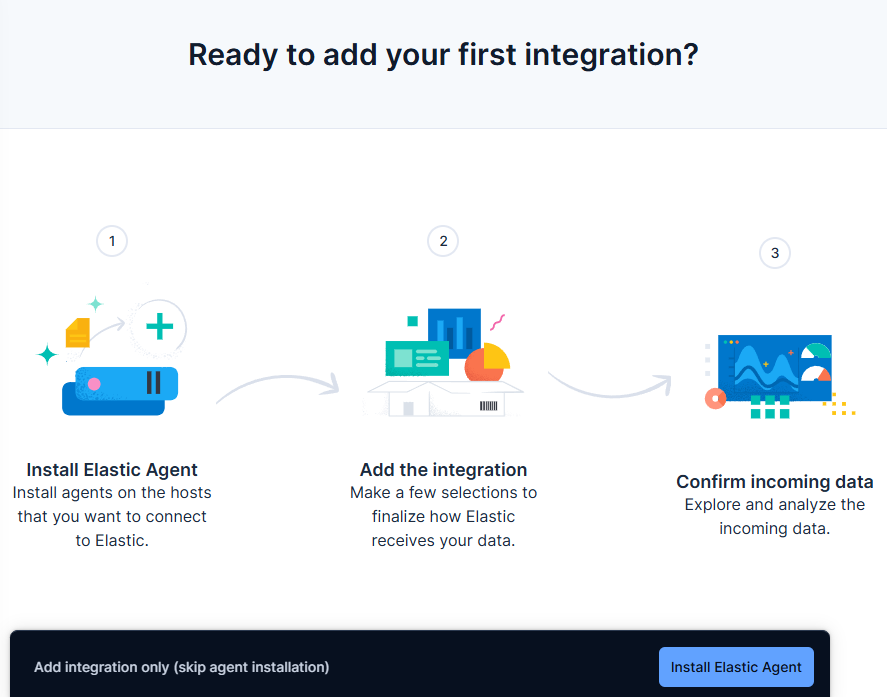 Ready to add your first integration?
1
2
3
Install Elastic Agent
Install agents on the hosts
that you want to connect
to Elastic.
Add the integration
Make a few selections to
finalize how Elastic
receives your data.
Confirm incoming data
Explore and analyze the
incoming data.
Add integration only (skip agent installation)
Install Elastic Agent